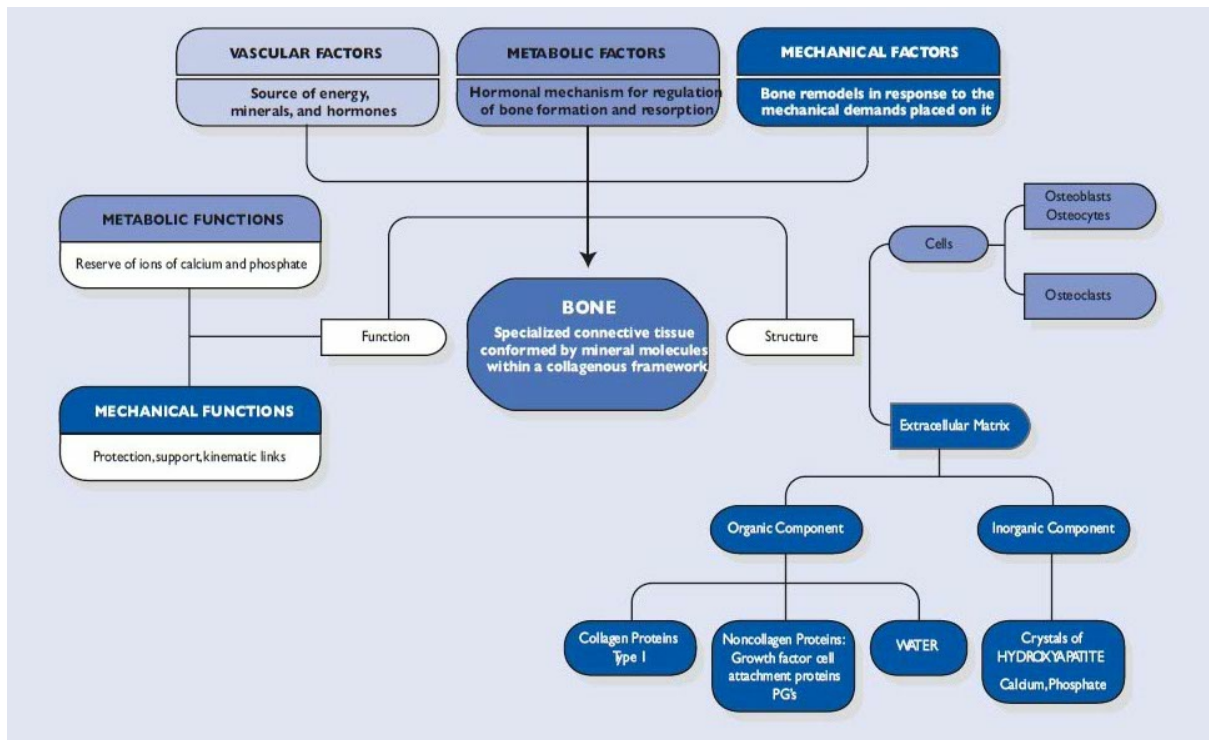 VASCULAR FACTORS
Source of energy,
minerals, and hormones
METABOLIC FACTORS
Hormonal mechanism for regulation
of bone formation and resorption
MECHANICAL FACTORS
Bone remodels in response to the
mechanical demands placed on it
METABOLIC FUNCTIONS
Reserve of ions of calcium and phosphate
Function
MECHANICAL FUNCTIONS
Protection,support,kinematic links
BONE
Specialized connective tissue
conformed by mineral molecules
within a collagenous framework
Structure
Cells
Osteoblasts
Osteocytes
Osteoclasts
Extracellular Matrix
Organic Component
Inorganic Component
Collagen Proteins
Type I
Noncollagen Proteins:
Growth factor cell
attachment proteins
PG's
WATER
Crystals of
HYDROXYAPATITE
Calcium,Phosphate